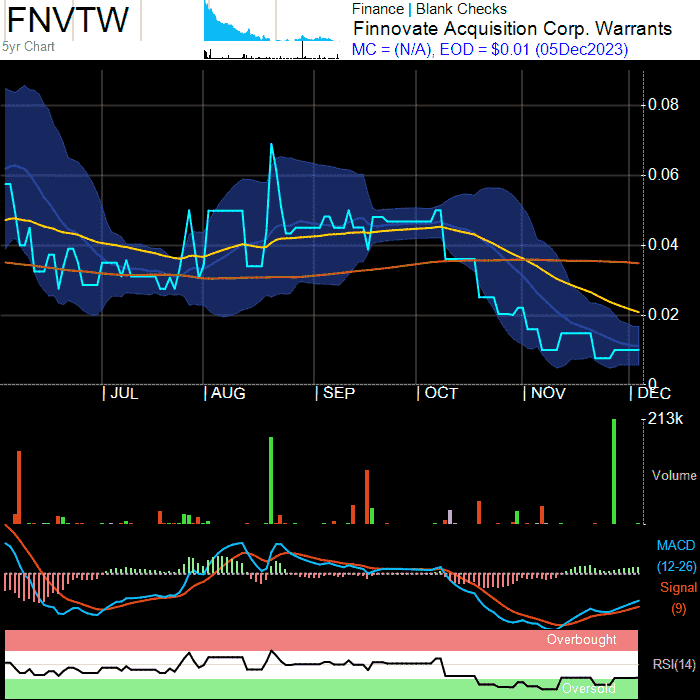 FNVTW
5yr Chart
Finance | Blank Checks
Finnovate Acquisition Corp. Warrants
MC = (N/A), EOD = $0.01 (05Dec2023)
0.08
0.06
0.04
0.02
0
JUL AUG SEP OCT NOV DEC
213k
Volume
MACD
(12-26)
Signal
(9)
Overbought
RSI(14)
Oversold